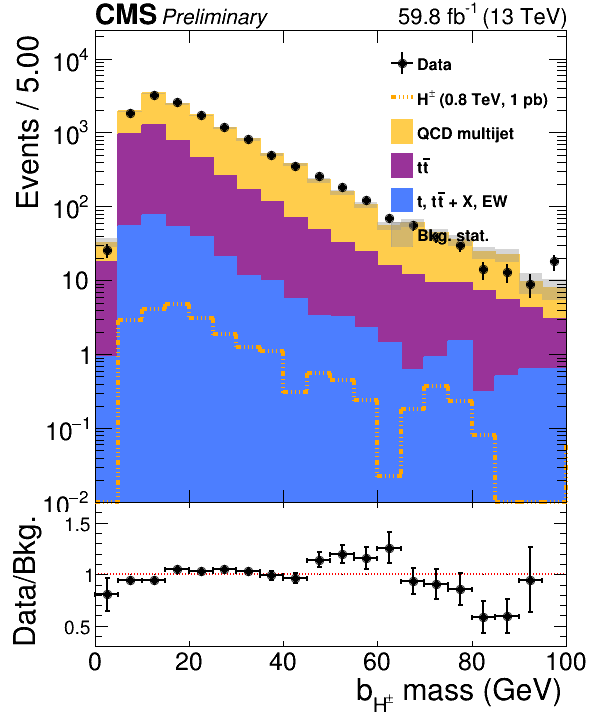 CMS Preliminary 59.8 fb⁻¹ (13 TeV)
Events / 5.00
10⁴
10³
10²
10
1
10⁻¹
10⁻²
Data
H± (0.8 TeV, 1 pb)
QCD multijet
tt̄
t, tt̄ + X, EW
Bkg. stat.
Data/Bkg.
1.5
1
0.5
0 20 40 60 80 100
b_H± mass (GeV)